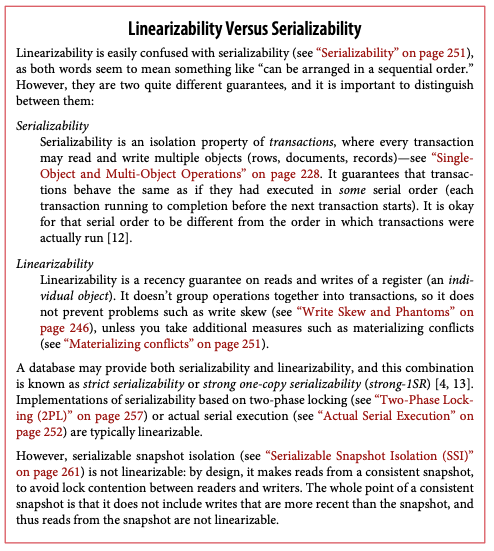 Linearizability Versus Serializability
Linearizability is easily confused with serializability (see “Serializability” on page 251),
as both words seem to mean something like “can be arranged in a sequential order.”
However, they are two quite different guarantees, and it is important to distinguish
between them:
Serializability
Serializability is an isolation property of transactions, where every transaction
may read and write multiple objects (rows, documents, records)—see “Single-
Object and Multi-Object Operations” on page 228. It guarantees that transac-
tions behave the same as if they had executed in some serial order (each
transaction running to completion before the next transaction starts). It is okay
for that serial order to be different from the order in which transactions were
actually run [12].
Linearizability
Linearizability is a recency guarantee on reads and writes of a register (an indi-
vidual object). It doesn’t group operations together into transactions, so it does
not prevent problems such as write skew (see “Write Skew and Phantoms” on
page 246), unless you take additional measures such as materializing conflicts
(see “Materializing conflicts” on page 251).
A database may provide both serializability and linearizability, and this combination
is known as strict serializability or strong one-copy serializability (strong-1SR) [4, 13].
Implementations of serializability based on two-phase locking (see “Two-Phase Lock-
ing (2PL)” on page 257) or actual serial execution (see “Actual Serial Execution” on
page 252) are typically linearizable.
However, serializable snapshot isolation (see “Serializable Snapshot Isolation (SSI)”
on page 261) is not linearizable: by design, it makes reads from a consistent snapshot,
to avoid lock contention between readers and writers. The whole point of a consistent
snapshot is that it does not include writes that are more recent than the snapshot, and
thus reads from the snapshot are not linearizable.